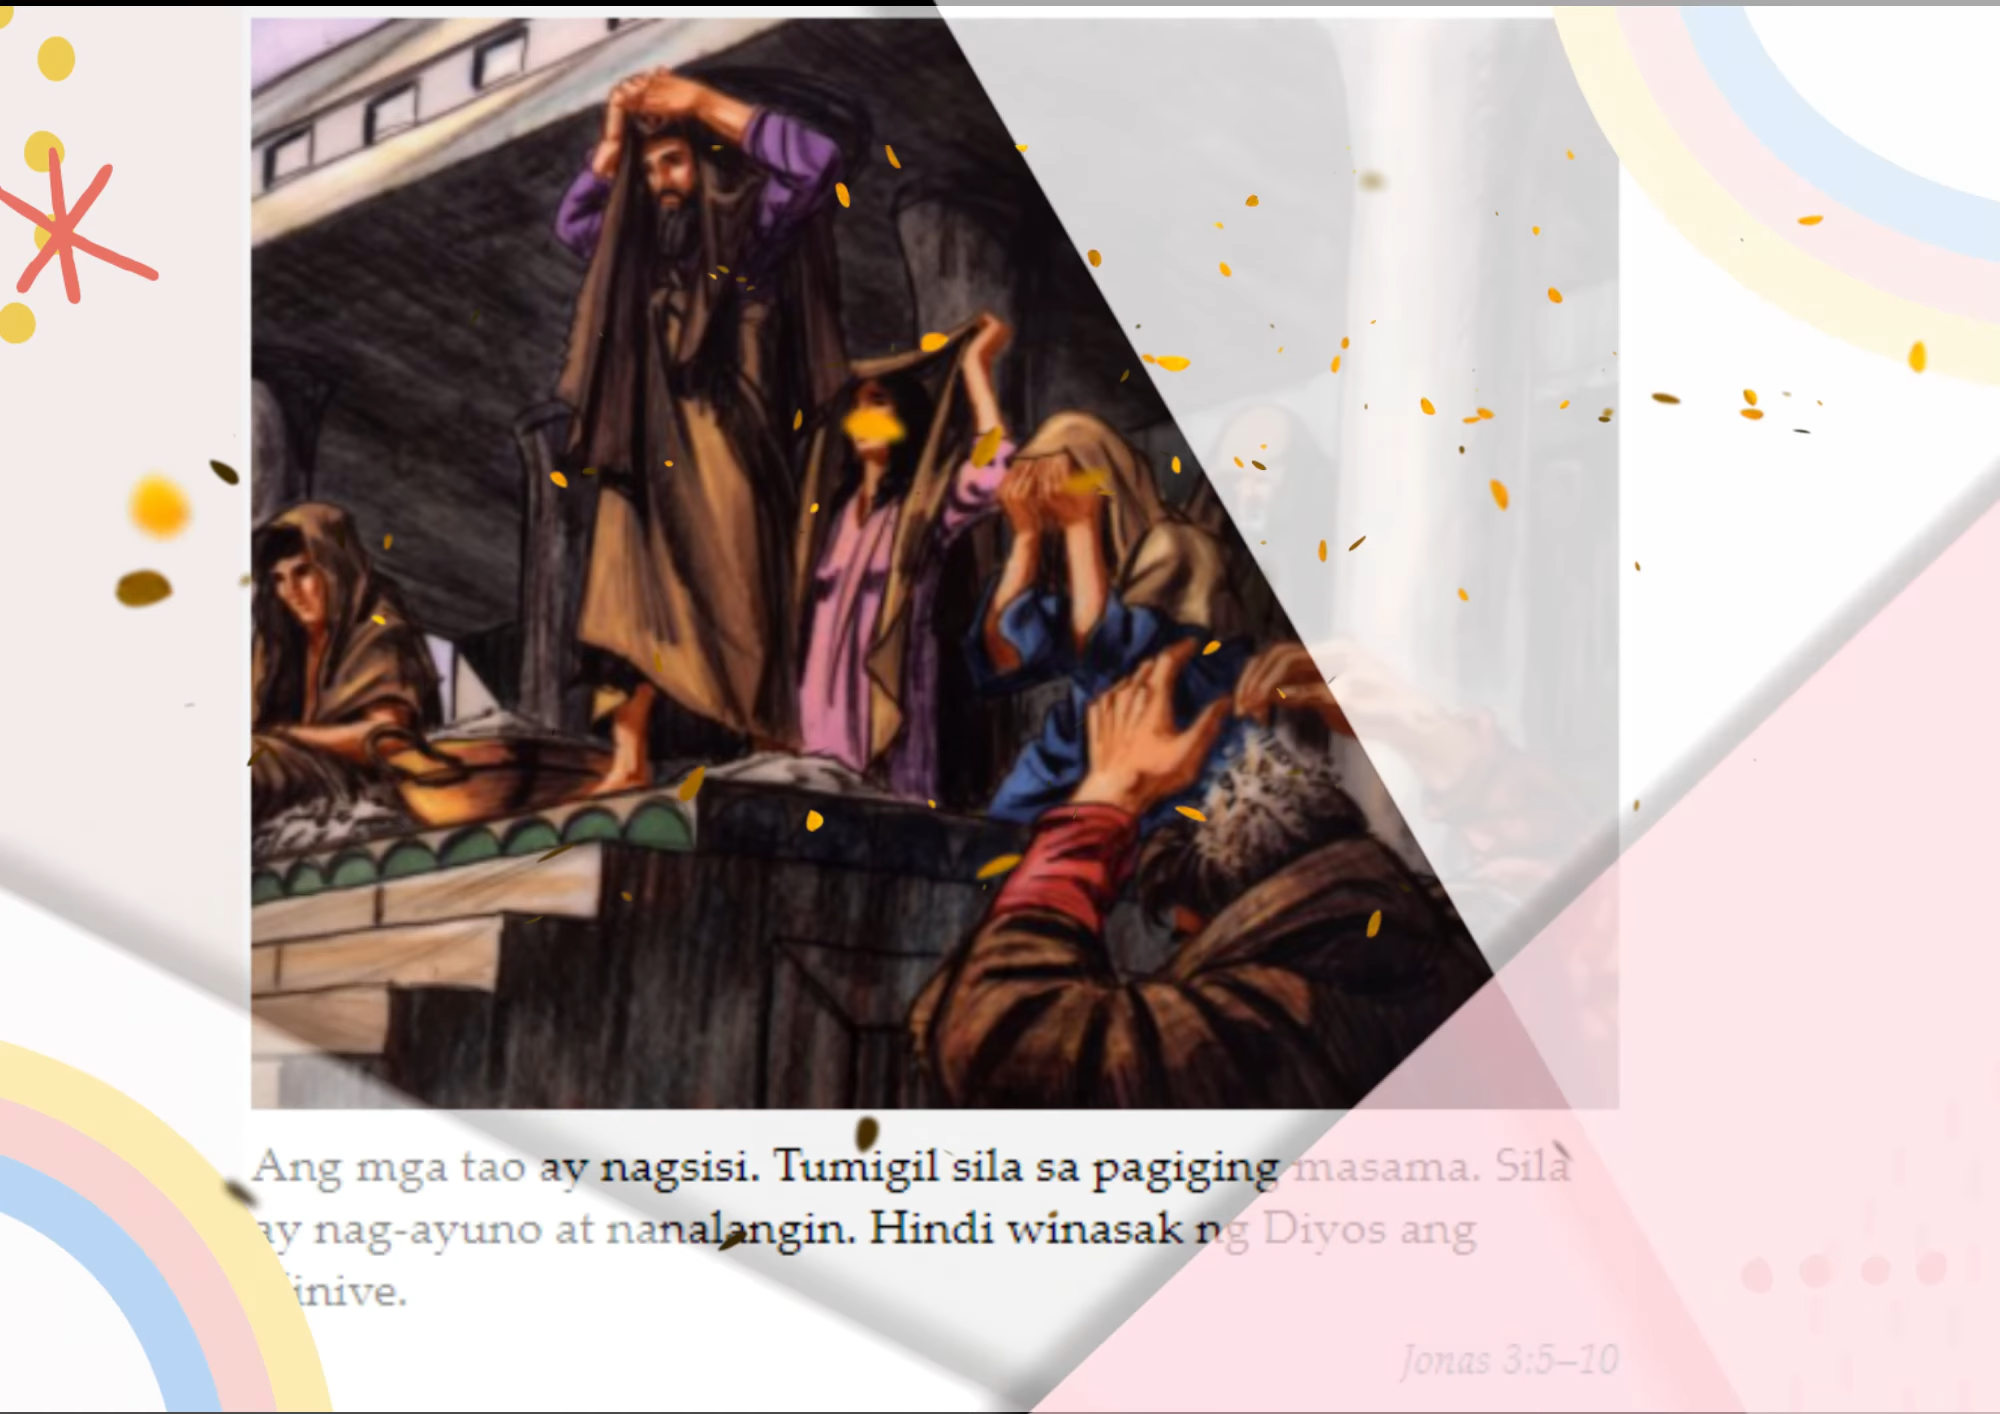 Ang mga tao ay nagsisi. Tumigil sila sa pagiging masama. Sila
ay nag-ayuno at nanalangin. Hindi winasak ng Diyos ang
inive.
Jonas 3:5–10